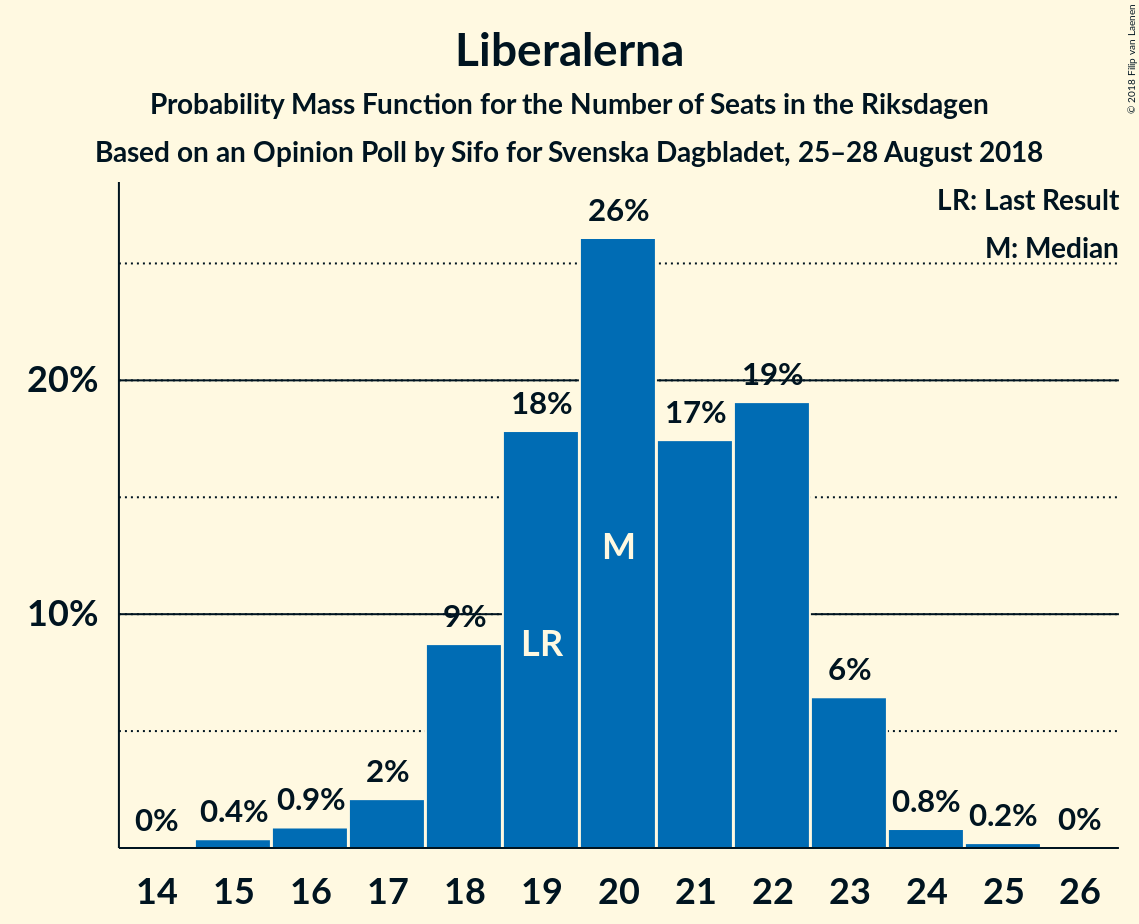 Liberalerna
Probability Mass Function for the Number of Seats in the Riksdagen
Based on an Opinion Poll by Sifo for Svenska Dagbladet, 25–28 August 2018
© 2018 Filip van Laenen
LR: Last Result
M: Median
20%
10%
0%
0.4%
0.9%
2%
9%
18%
26%
17%
19%
6%
0.8%
0.2%
0%
LR
M
14 15 16 17 18 19 20 21 22 23 24 25 26